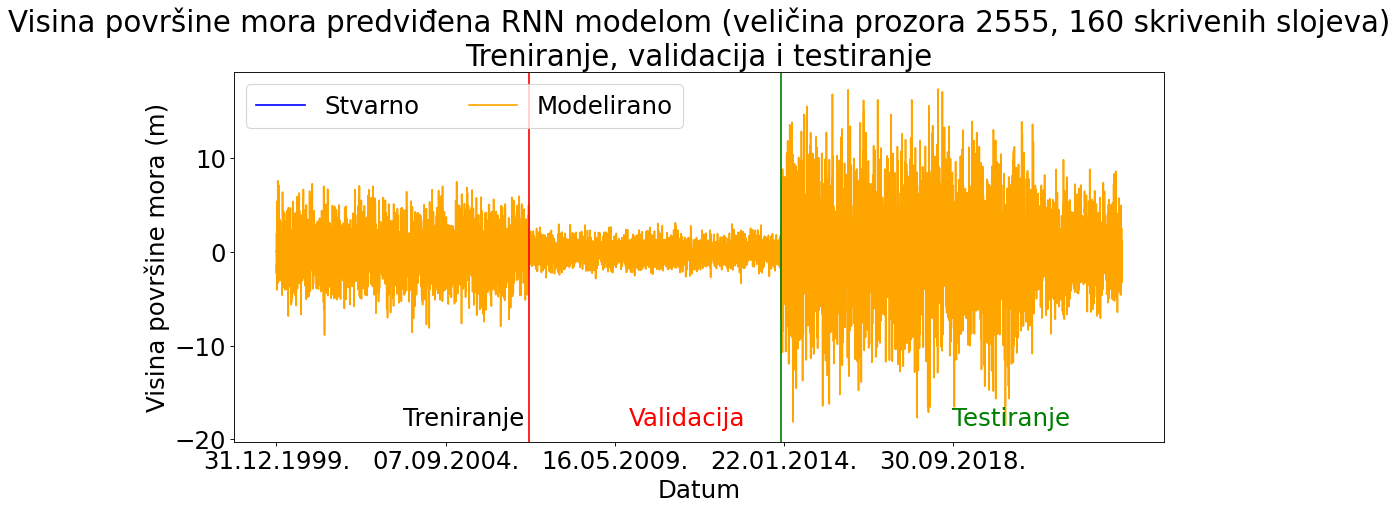 Visina površine mora predviđena RNN modelom (veličina prozora 2555, 160 skrivenih slojeva)
Treniranje, validacija i testiranje
Stvarno
Modelirano
Visina površine mora (m)
10
0
−10
−20
Treniranje
Validacija
Testiranje
31.12.1999.
07.09.2004.
16.05.2009.
22.01.2014.
30.09.2018.
Datum